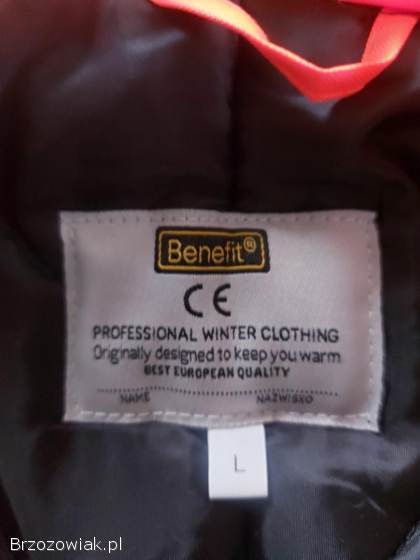 Benefit®
CE
PROFESSIONAL WINTER CLOTHING
Originally designed to keep you warm
BEST EUROPEAN QUALITY
NAME NAZWISKO
L
Brzozowiak.pl